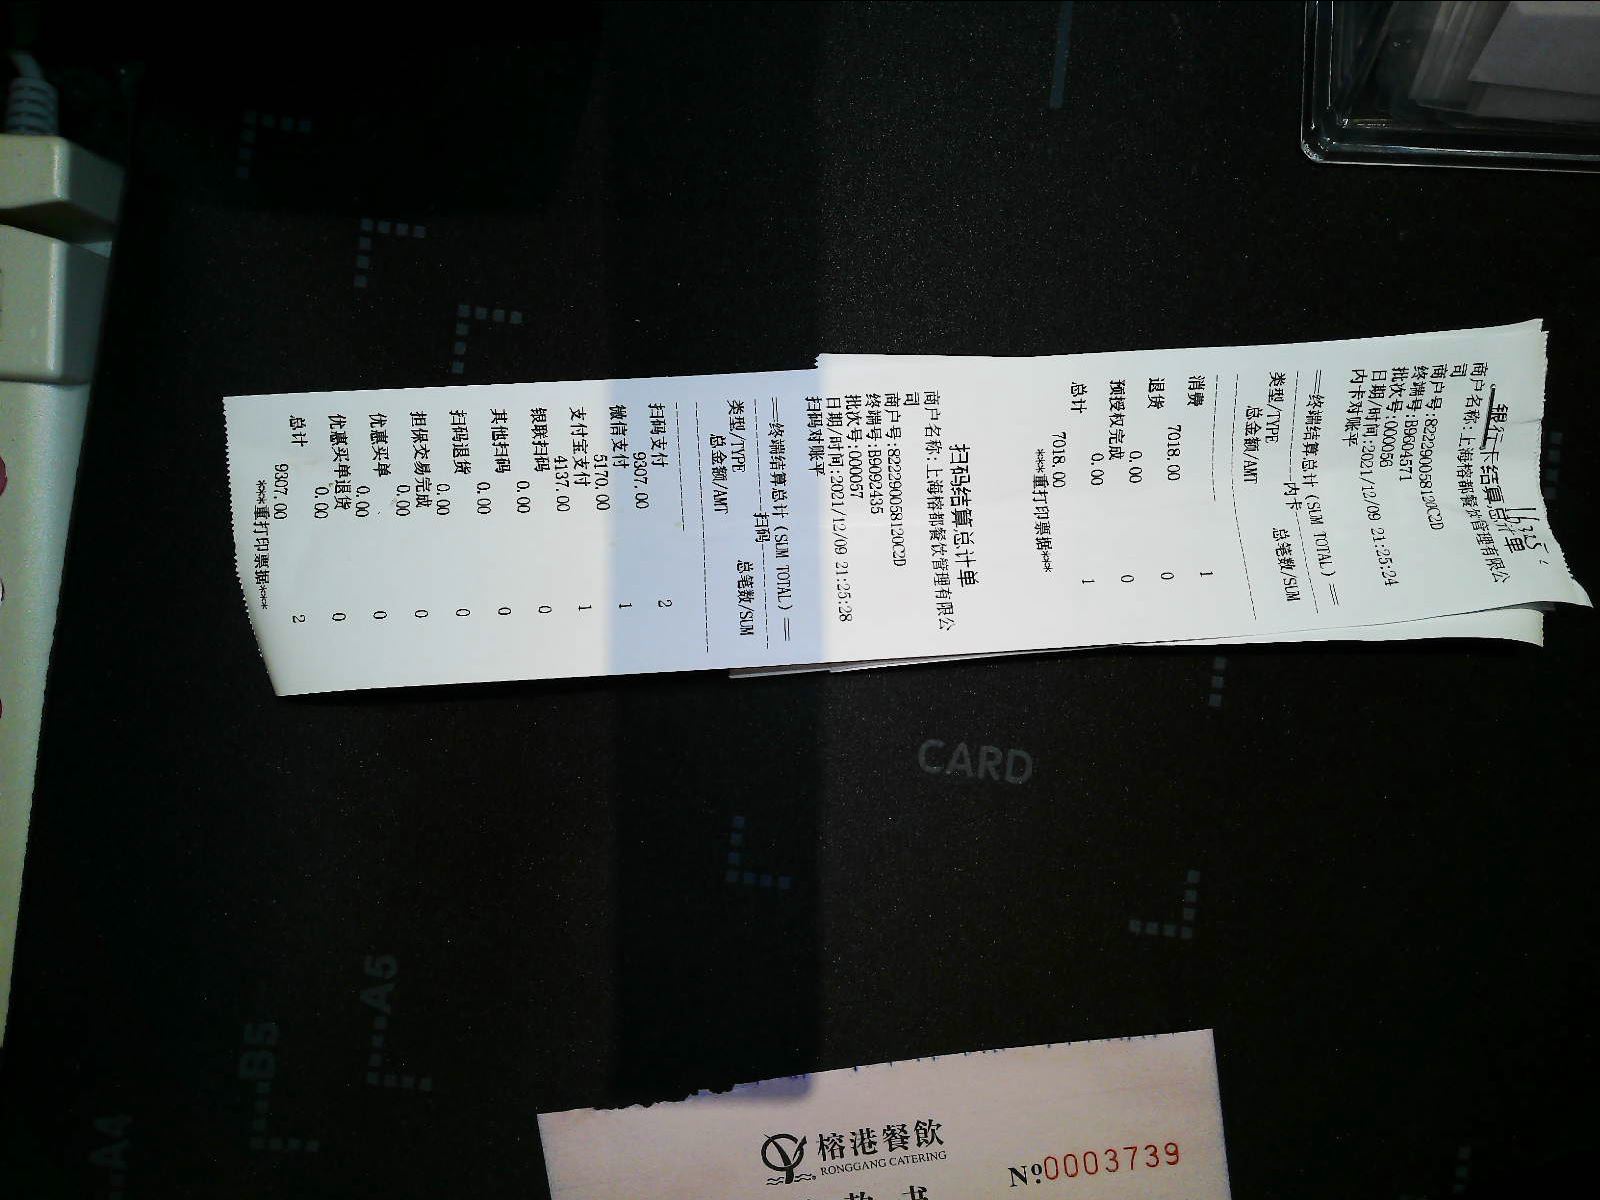 银行卡结算总计单
16325
商户名称:上海榕都餐饮管理有限公
司
商户号:822290058120C2D
终端号:B9694571
批次号:000056
日期/时间:2021/12/09 21:25:24
内卡对账平
==终端结算总计(SUM TOTAL)==
内卡
类型/TYPE 总笔数/SUM
总金额/AMT
消费 1
7018.00
退货 0
0.00
预授权完成 0
0.00
总计 1
7018.00
***重打印票据***
扫码结算总计单
商户名称:上海榕都餐饮管理有限公
司
商户号:822290058120C2D
终端号:B9092435
批次号:000057
日期/时间:2021/12/09 21:25:28
扫码对账平
==终端结算总计(SUM TOTAL)==
扫码
类型/TYPE 总笔数/SUM
总金额/AMT
扫码支付 2
9307.00
微信支付 1
5170.00
支付宝支付 1
4137.00
银联扫码 0
0.00
其他扫码 0
0.00
扫码退货 0
0.00
担保交易完成 0
0.00
优惠买单 0
0.00
优惠买单退货 0
0.00
总计 2
9307.00
***重打印票据***
CARD
A5
B5
A4
榕港餐飲
RONGGANG CATERING
No:0003739